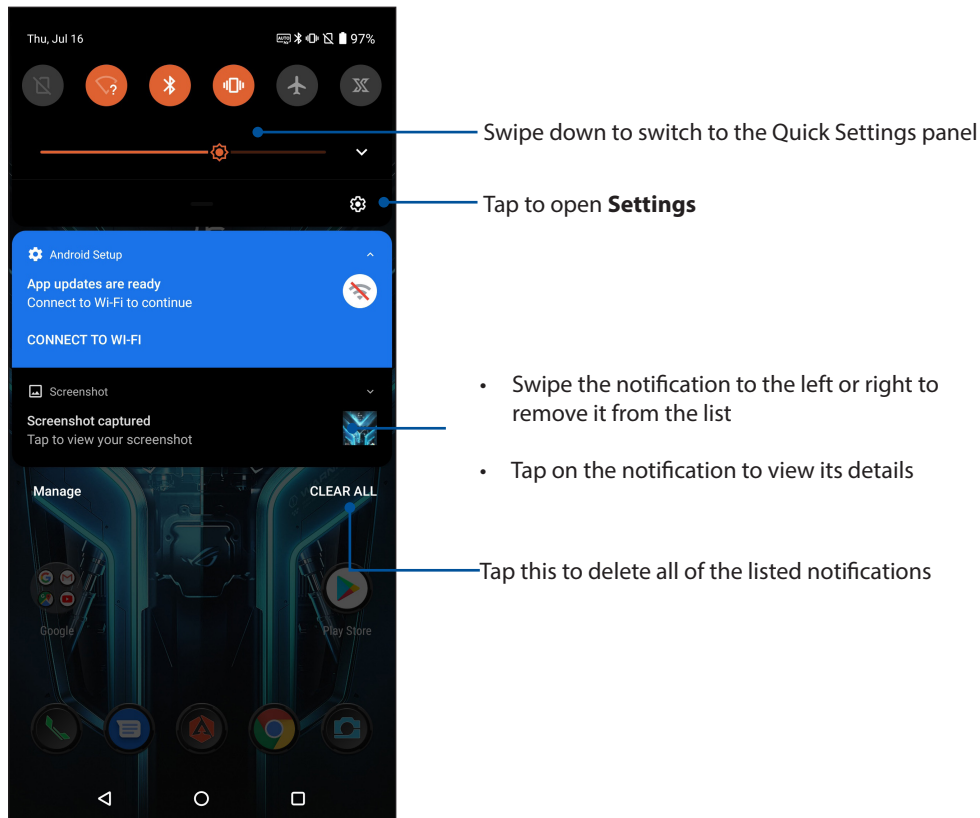 Thu, Jul 16
AUTO
97%
?
Swipe down to switch to the Quick Settings panel
Tap to open Settings
Android Setup
App updates are ready
Connect to Wi-Fi to continue
CONNECT TO WI-FI
Screenshot
Screenshot captured
Tap to view your screenshot
• Swipe the notification to the left or right to
remove it from the list
• Tap on the notification to view its details
Manage
CLEAR ALL
Tap this to delete all of the listed notifications
Google
Play Store